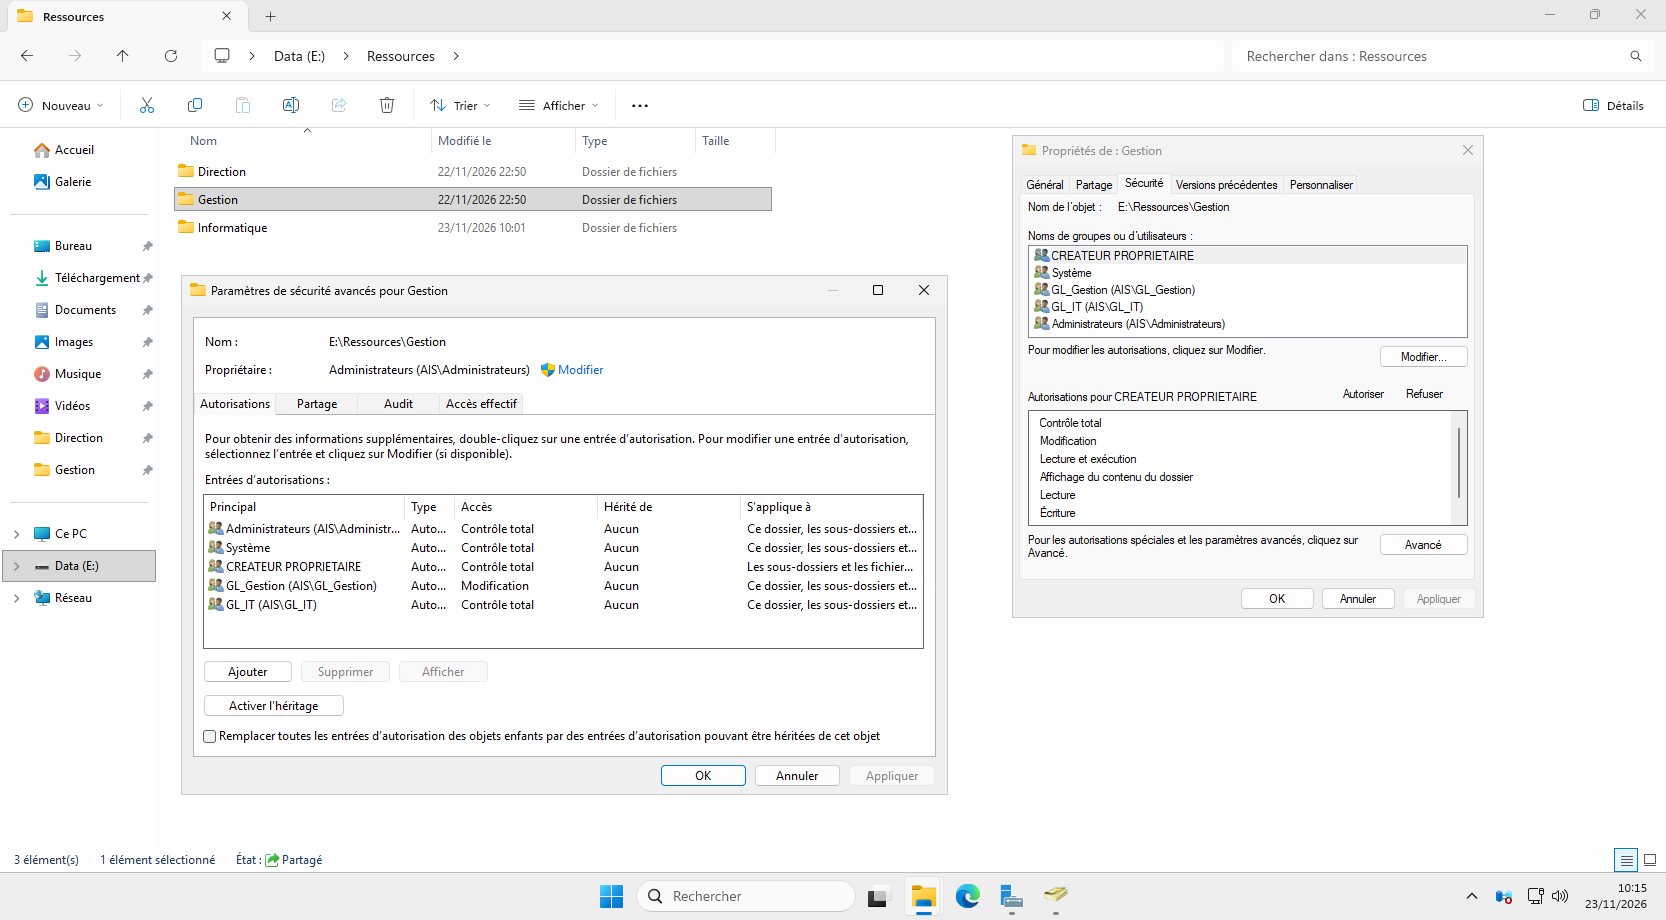 Ressources
Data (E:)
Ressources
Rechercher dans : Ressources
Nouveau
Trier
Afficher
Détails
Accueil
Galerie
Bureau
Téléchargement
Documents
Images
Musique
Vidéos
Direction
Gestion
Ce PC
Data (E:)
Réseau
Nom Modifié le Type Taille
Direction 22/11/2026 22:50 Dossier de fichiers
Gestion 22/11/2026 22:50 Dossier de fichiers
Informatique 23/11/2026 10:01 Dossier de fichiers
Paramètres de sécurité avancés pour Gestion
Nom : E:\Ressources\Gestion
Propriétaire : Administrateurs (AIS\Administrateurs) Modifier
Autorisations Partage Audit Accès effectif
Pour obtenir des informations supplémentaires, double-cliquez sur une entrée d'autorisation. Pour modifier une entrée d'autorisation,
sélectionnez l'entrée et cliquez sur Modifier (si disponible).
Entrées d'autorisations :
Principal Type Accès Hérité de S'applique à
Administrateurs (AIS\Administr... Auto... Contrôle total Aucun Ce dossier, les sous-dossiers et...
Système Auto... Contrôle total Aucun Ce dossier, les sous-dossiers et...
CREATEUR PROPRIETAIRE Auto... Contrôle total Aucun Les sous-dossiers et les fichier...
GL_Gestion (AIS\GL_Gestion) Auto... Modification Aucun Ce dossier, les sous-dossiers et...
GL_IT (AIS\GL_IT) Auto... Contrôle total Aucun Ce dossier, les sous-dossiers et...
Ajouter Supprimer Afficher
Activer l'héritage
Remplacer toutes les entrées d'autorisation des objets enfants par des entrées d'autorisation pouvant être héritées de cet objet
OK Annuler Appliquer
Propriétés de : Gestion
Général Partage Sécurité Versions précédentes Personnaliser
Nom de l'objet : E:\Ressources\Gestion
Noms de groupes ou d'utilisateurs :
CREATEUR PROPRIETAIRE
Système
GL_Gestion (AIS\GL_Gestion)
GL_IT (AIS\GL_IT)
Administrateurs (AIS\Administrateurs)
Pour modifier les autorisations, cliquez sur Modifier.
Modifier...
Autorisations pour CREATEUR PROPRIETAIRE Autoriser Refuser
Contrôle total
Modification
Lecture et exécution
Affichage du contenu du dossier
Lecture
Écriture
Pour les autorisations spéciales et les paramètres avancés, cliquez sur
Avancé.
Avancé
OK Annuler Appliquer
3 élément(s) 1 élément sélectionné État : Partagé
Rechercher
10:15
23/11/2026